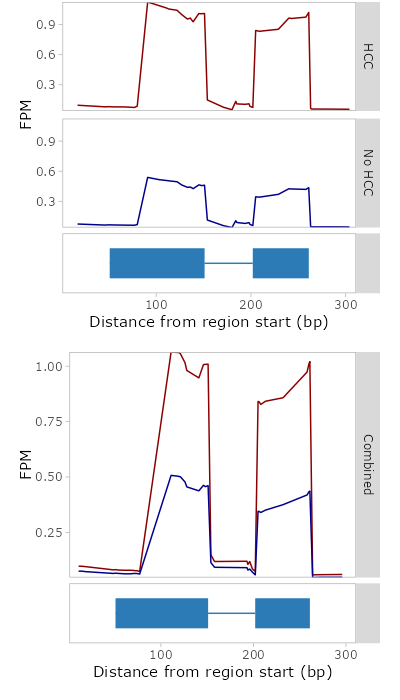 0.9
0.6
0.3
HCC
FPM
0.9
0.6
0.3
No HCC
100 200 300
Distance from region start (bp)
1.00
0.75
0.50
0.25
FPM
Combined
100 200 300
Distance from region start (bp)